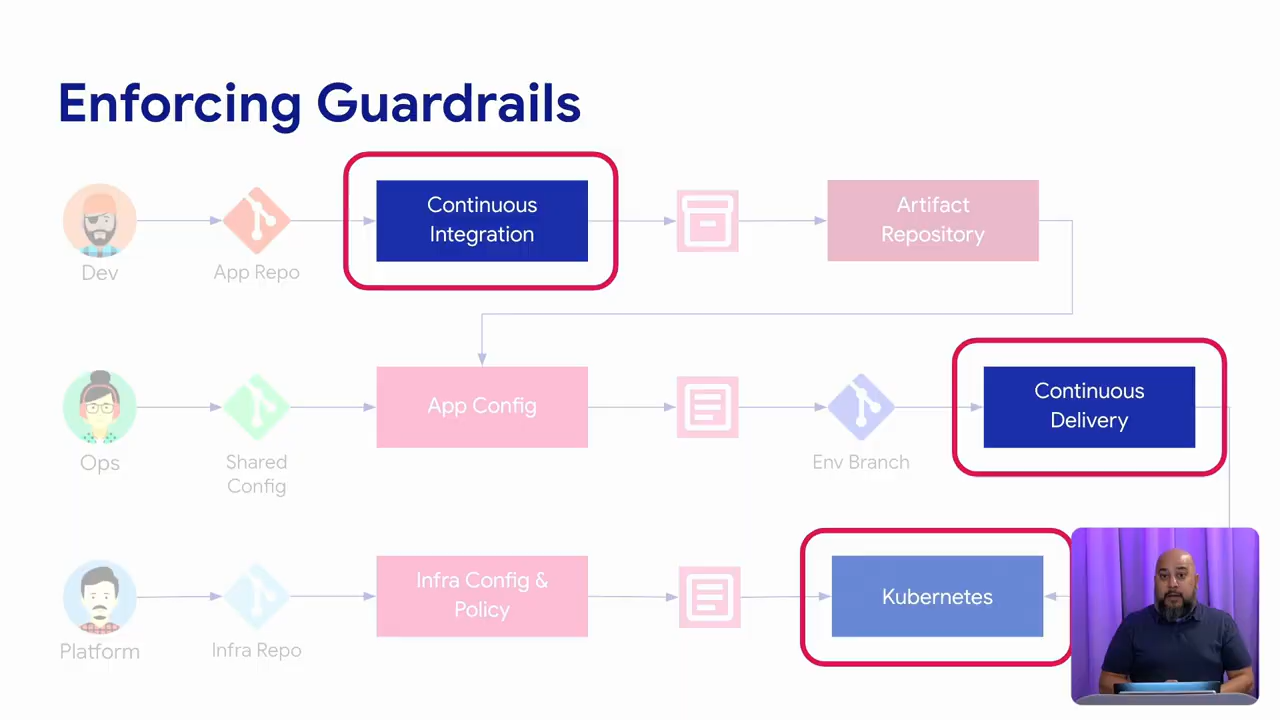 Enforcing Guardrails
Continuous
Integration
Artifact
Repository
Dev
App Repo
App Config
Continuous
Delivery
Ops
Shared
Config
Env Branch
Infra Config &
Policy
Kubernetes
Platform
Infra Repo